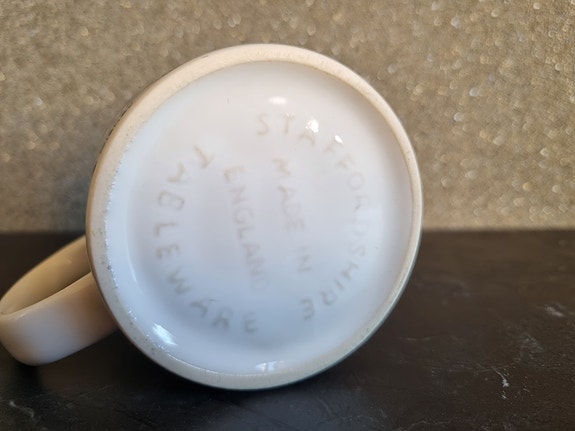 STAFFORDSHIRE
MADE IN
ENGLAND
TABLEWARE